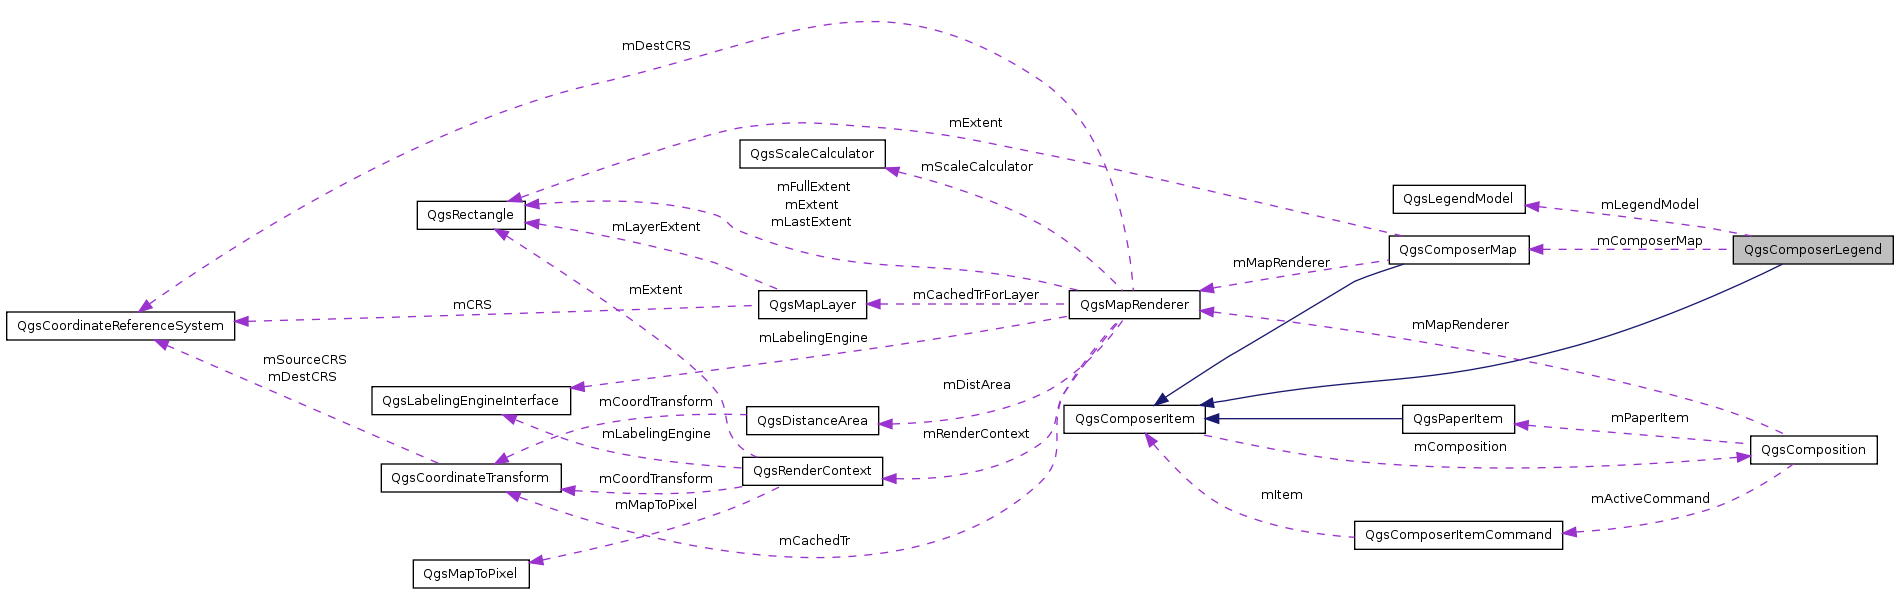 mDestCRS
mExtent
QgsScaleCalculator
mScaleCalculator
mFullExtent
mExtent
mLastExtent
QgsLegendModel
mLegendModel
QgsRectangle
mLayerExtent
QgsComposerMap
mComposerMap
QgsComposerLegend
mMapRenderer
mExtent
mCRS
QgsMapLayer
mCachedTrForLayer
QgsMapRenderer
QgsCoordinateReferenceSystem
mMapRenderer
mLabelingEngine
mSourceCRS
mDestCRS
mDistArea
QgsLabelingEngineInterface
mCoordTransform
QgsDistanceArea
QgsComposerItem
QgsPaperItem
mPaperItem
mLabelingEngine
mRenderContext
mComposition
QgsComposition
QgsCoordinateTransform
mCoordTransform
QgsRenderContext
mMapToPixel
mItem
mActiveCommand
mCachedTr
QgsComposerItemCommand
QgsMapToPixel